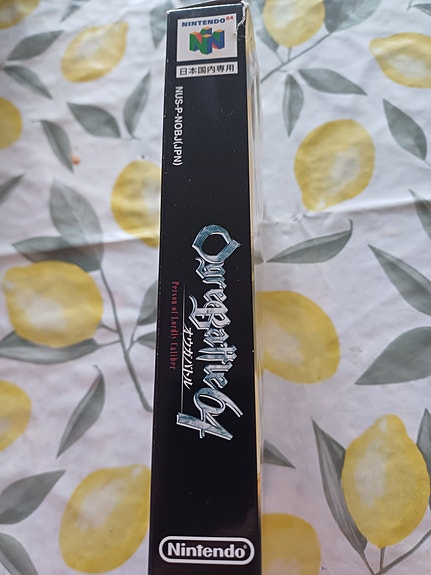 NINTENDO64
日本国内専用
NUS-P-NOBJ(JPN)
OgreBattle64
オウガバトル
Person of Lordly Caliber
Nintendo